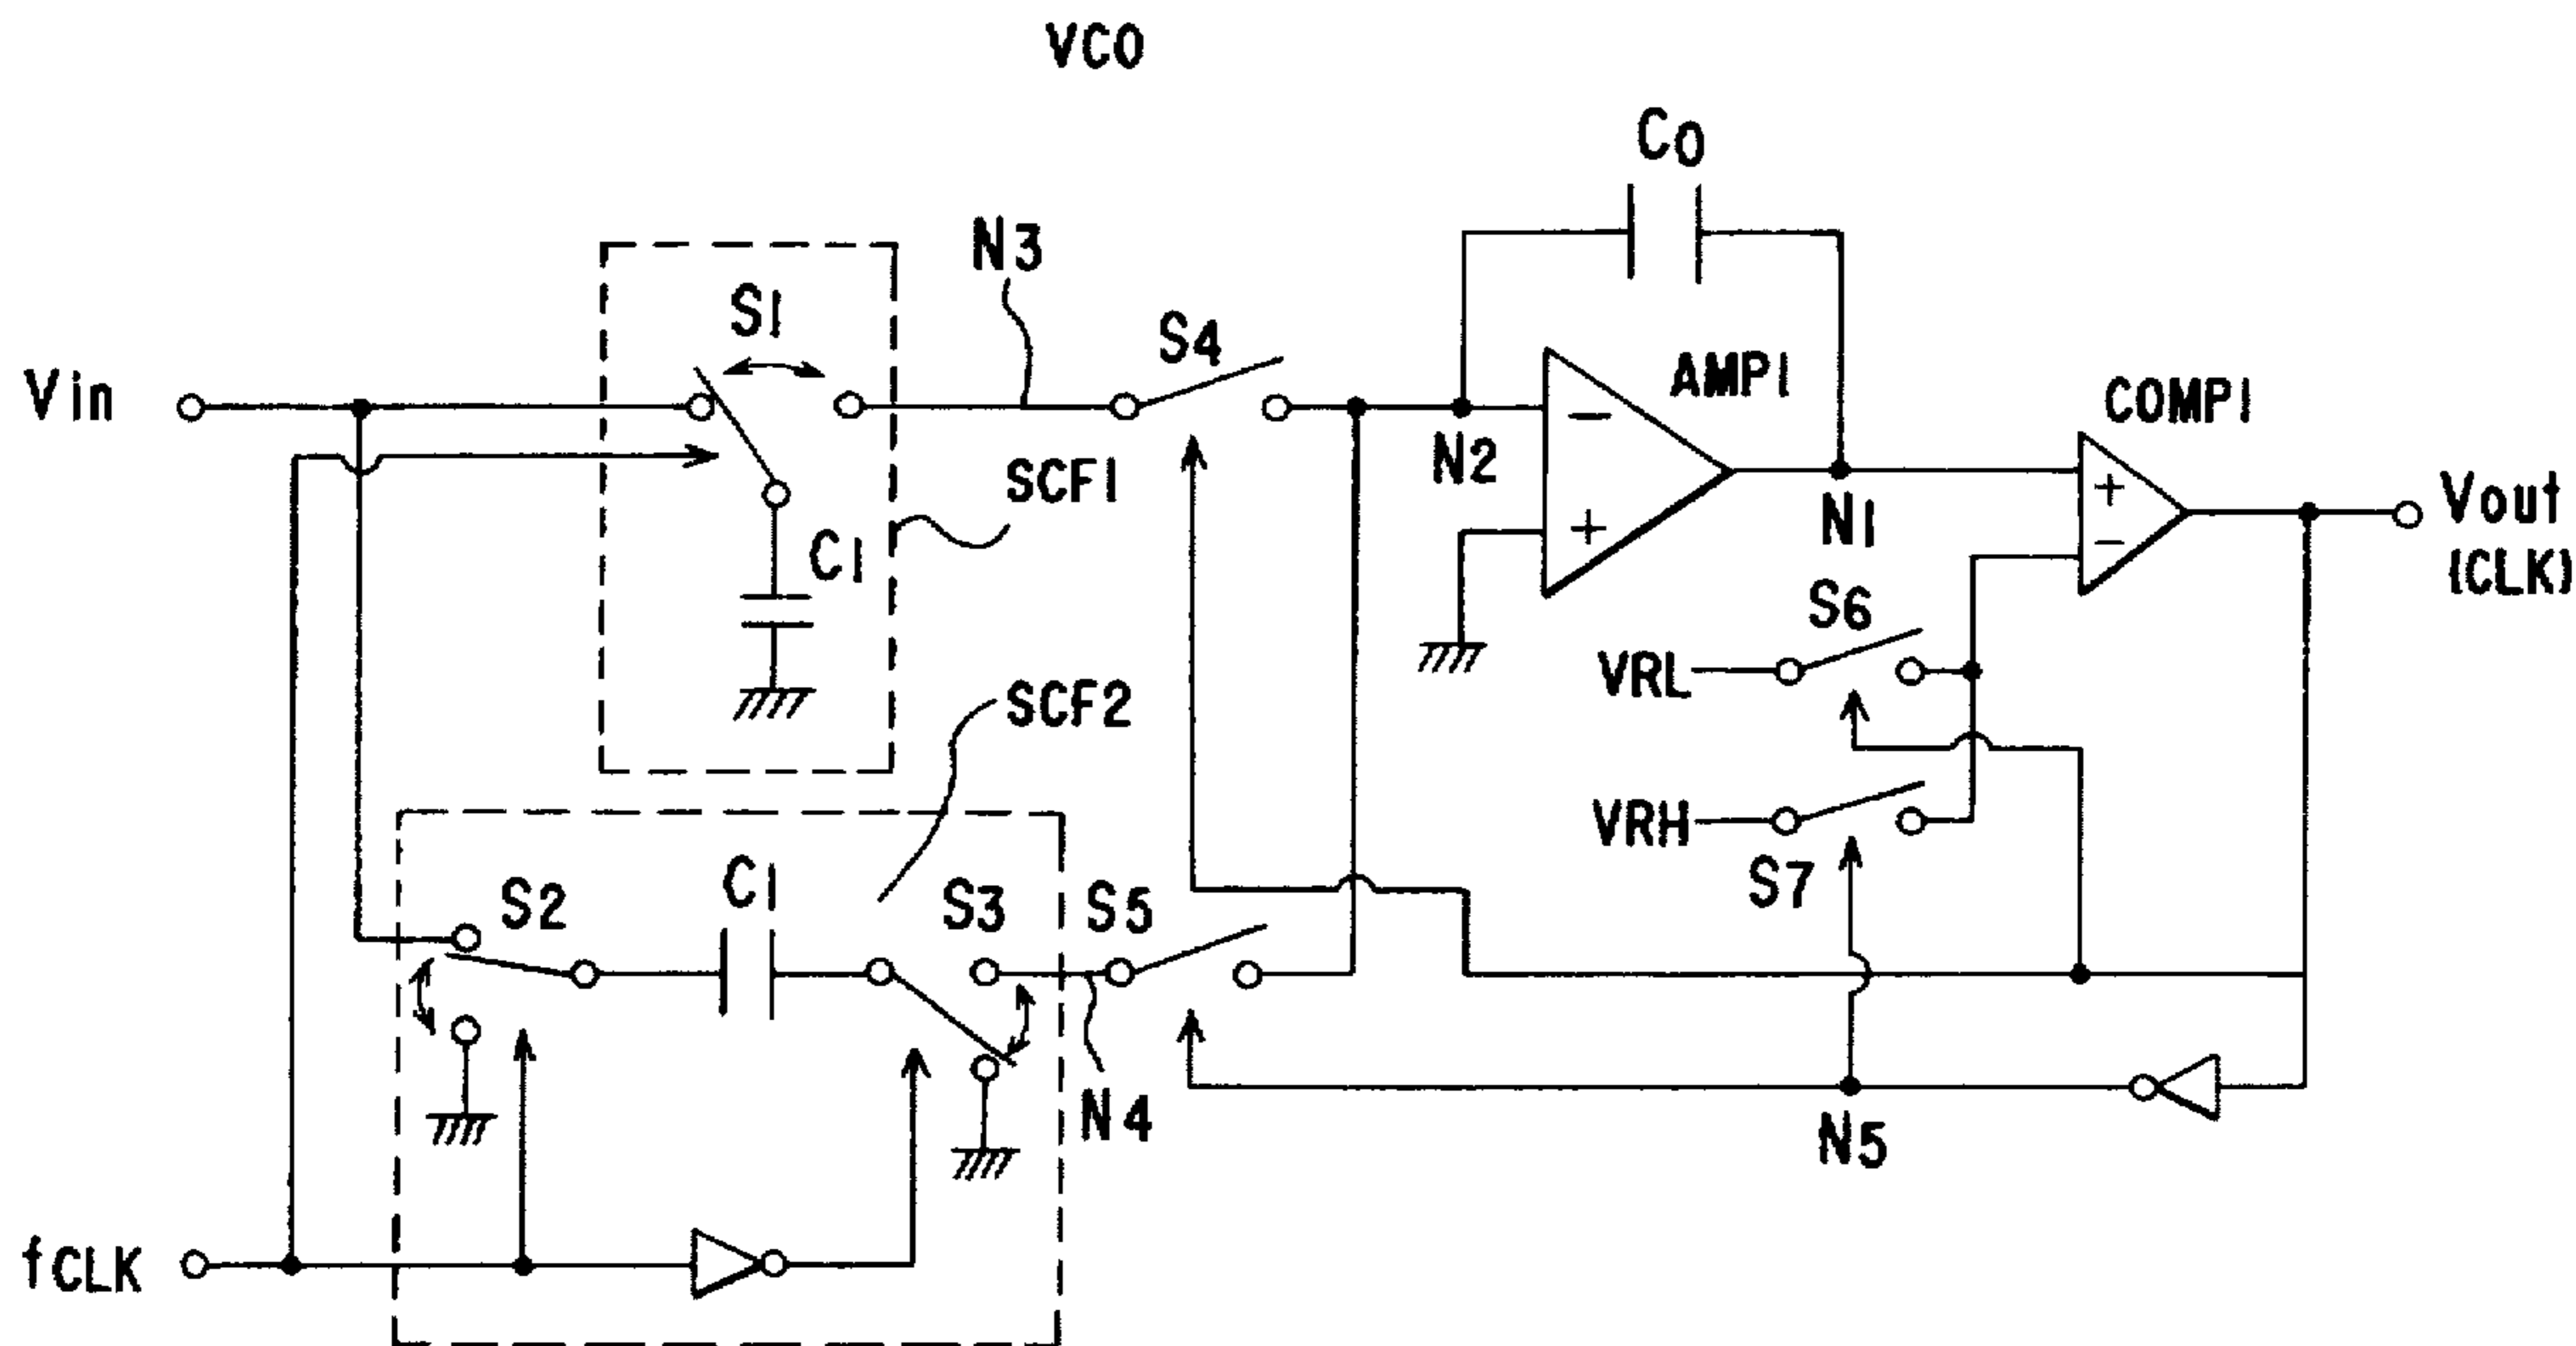 VCO
C0
N3
S1
S4
AMP1
COMP1
Vin
N2
SCF1
N1
Vout
(CLK)
C1
S6
VRL
SCF2
VRH
S7
S2
C1
S3
S5
N4
N5
fCLK
−
+
+
−